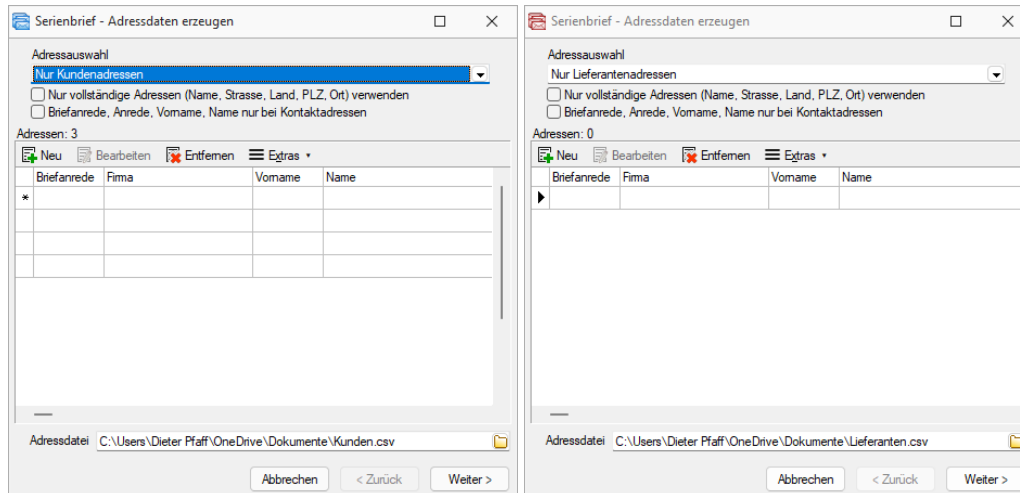 Serienbrief - Adressdaten erzeugen
Adressauswahl
Nur Kundenadressen
Nur vollständige Adressen (Name, Strasse, Land, PLZ, Ort) verwenden
Briefanrede, Anrede, Vorname, Name nur bei Kontaktadressen
Adressen: 3
Neu Bearbeiten Entfernen Extras
Briefanrede Firma Vorname Name
Adressdatei C:\Users\Dieter Pfaff\OneDrive\Dokumente\Kunden.csv
Abbrechen < Zurück Weiter >
Serienbrief - Adressdaten erzeugen
Adressauswahl
Nur Lieferantenadressen
Nur vollständige Adressen (Name, Strasse, Land, PLZ, Ort) verwenden
Briefanrede, Anrede, Vorname, Name nur bei Kontaktadressen
Adressen: 0
Neu Bearbeiten Entfernen Extras
Briefanrede Firma Vorname Name
Adressdatei C:\Users\Dieter Pfaff\OneDrive\Dokumente\Lieferanten.csv
Abbrechen < Zurück Weiter >